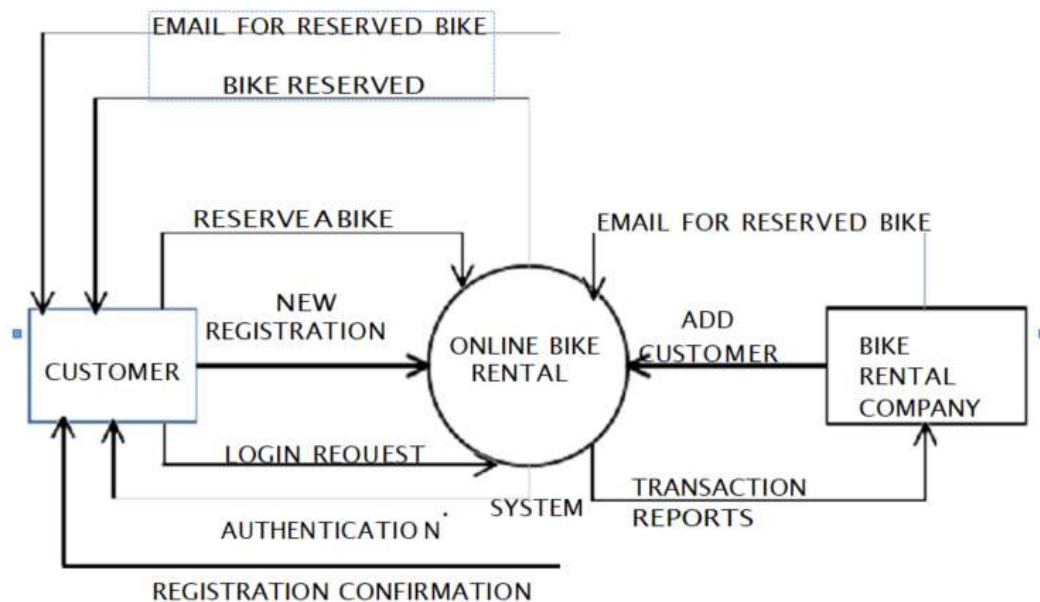 EMAIL FOR RESERVED BIKE
BIKE RESERVED
RESERVE A BIKE
EMAIL FOR RESERVED BIKE
NEW
REGISTRATION
ADD
CUSTOMER
CUSTOMER
ONLINE BIKE
RENTAL
BIKE
RENTAL
COMPANY
LOGIN REQUEST
SYSTEM
TRANSACTION
REPORTS
AUTHENTICATION
REGISTRATION CONFIRMATION